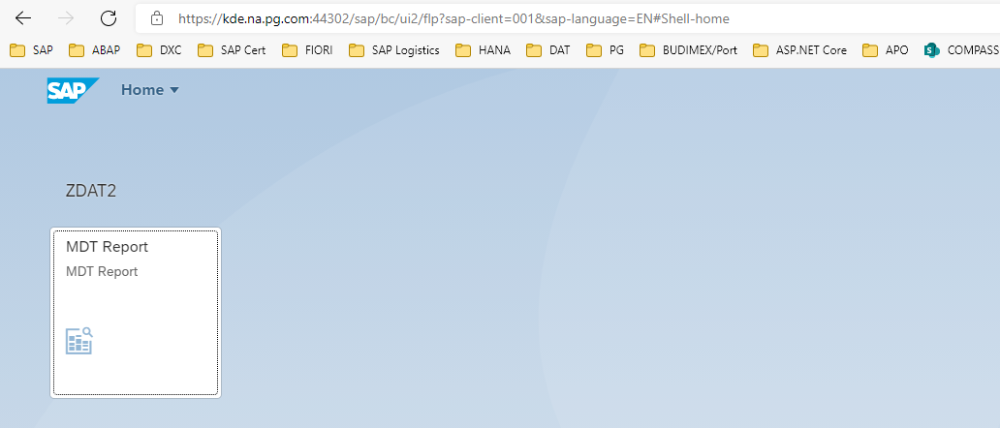 https://kde.na.pg.com:44302/sap/bc/ui2/flp?sap-client=001&sap-language=EN#Shell-home
SAP ABAP DXC SAP Cert FIORI SAP Logistics HANA DAT PG BUDIMEX/Port ASP.NET Core APO COMPASS
SAP Home
ZDAT2
MDT Report
MDT Report